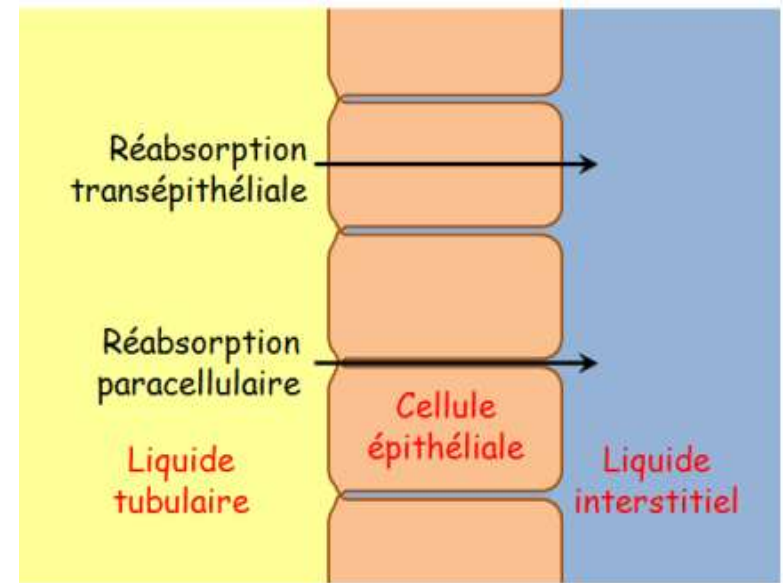 Réabsorption
transépithéliale
Réabsorption
paracellulaire
Cellule
épithéliale
Liquide
tubulaire
Liquide
interstitiel